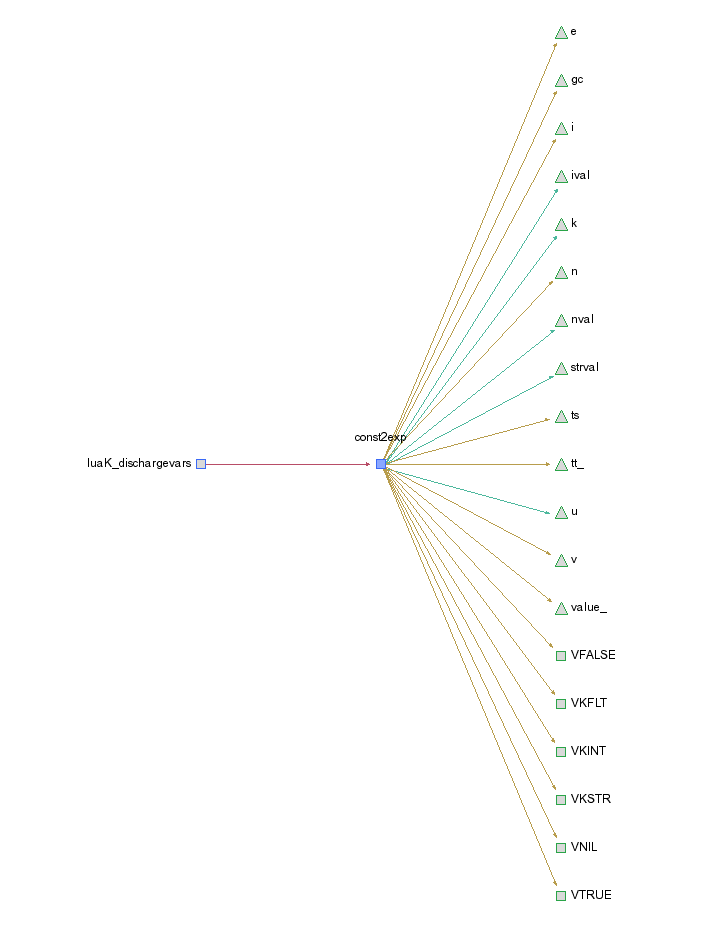 e
gc
i
ival
k
n
nval
strval
ts
const2exp
luaK_dischargevars
tt_
u
v
value_
VFALSE
VKFLT
VKINT
VKSTR
VNIL
VTRUE